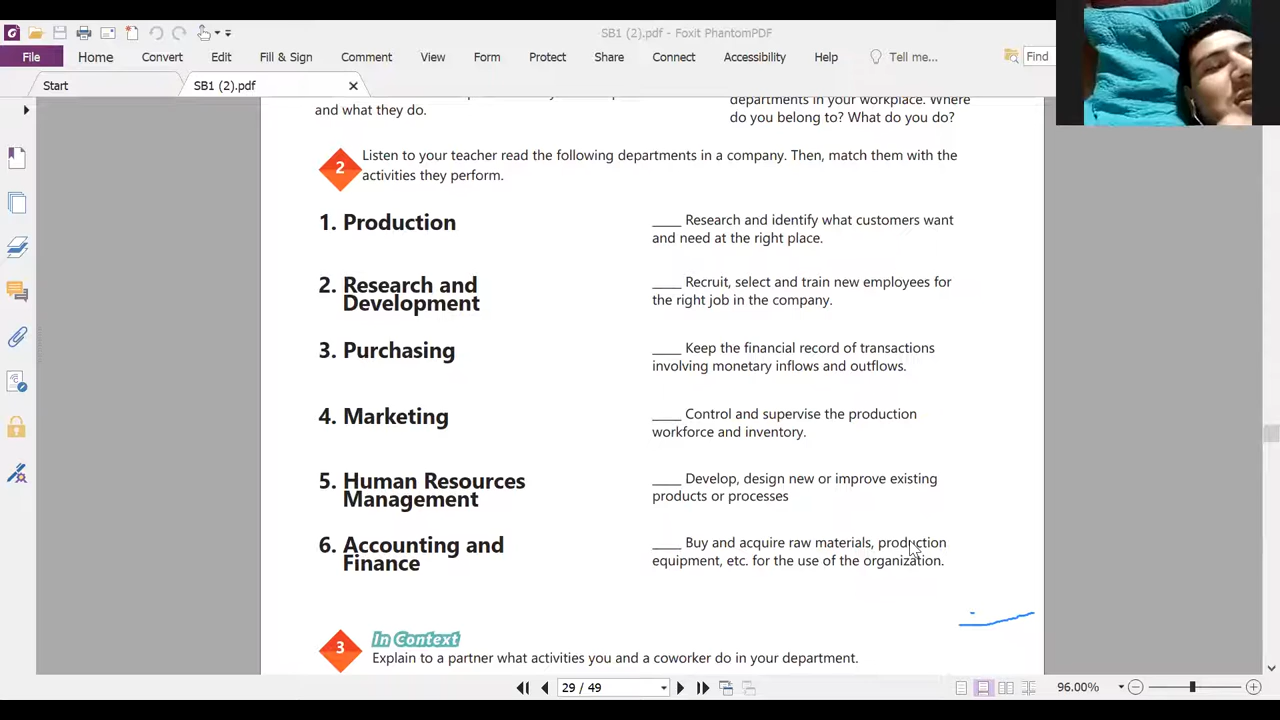 SB1 (2).pdf - Foxit PhantomPDF
File Home Convert Edit Fill & Sign Comment View Form Protect Share Connect Accessibility Help Tell me... Find
Start SB1 (2).pdf
and what they do.
departments in your workplace. Where
do you belong to? What do you do?
2 Listen to your teacher read the following departments in a company. Then, match them with the
activities they perform.
1. Production
____ Research and identify what customers want
and need at the right place.
2. Research and
Development
____ Recruit, select and train new employees for
the right job in the company.
3. Purchasing
____ Keep the financial record of transactions
involving monetary inflows and outflows.
4. Marketing
____ Control and supervise the production
workforce and inventory.
5. Human Resources
Management
____ Develop, design new or improve existing
products or processes
6. Accounting and
Finance
____ Buy and acquire raw materials, production
equipment, etc. for the use of the organization.
3 In Context
Explain to a partner what activities you and a coworker do in your department.
29 / 49
96.00%